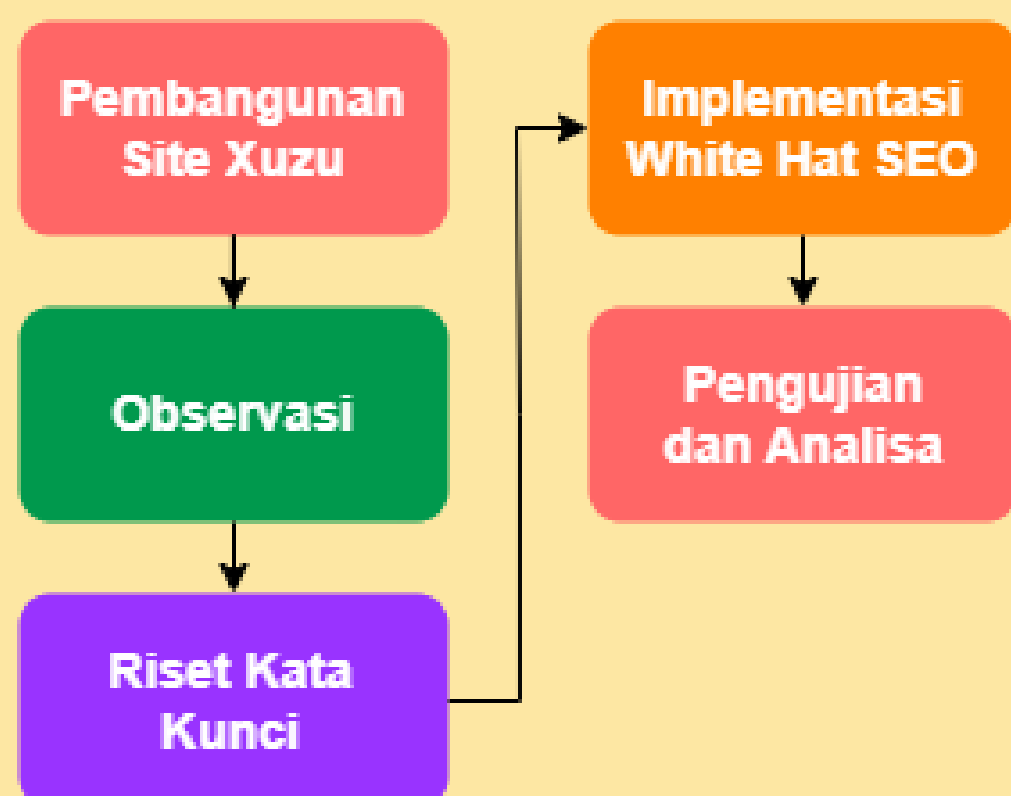 Pembangunan
Site Xuzu
Observasi
Riset Kata
Kunci
Implementasi
White Hat SEO
Pengujian
dan Analisa